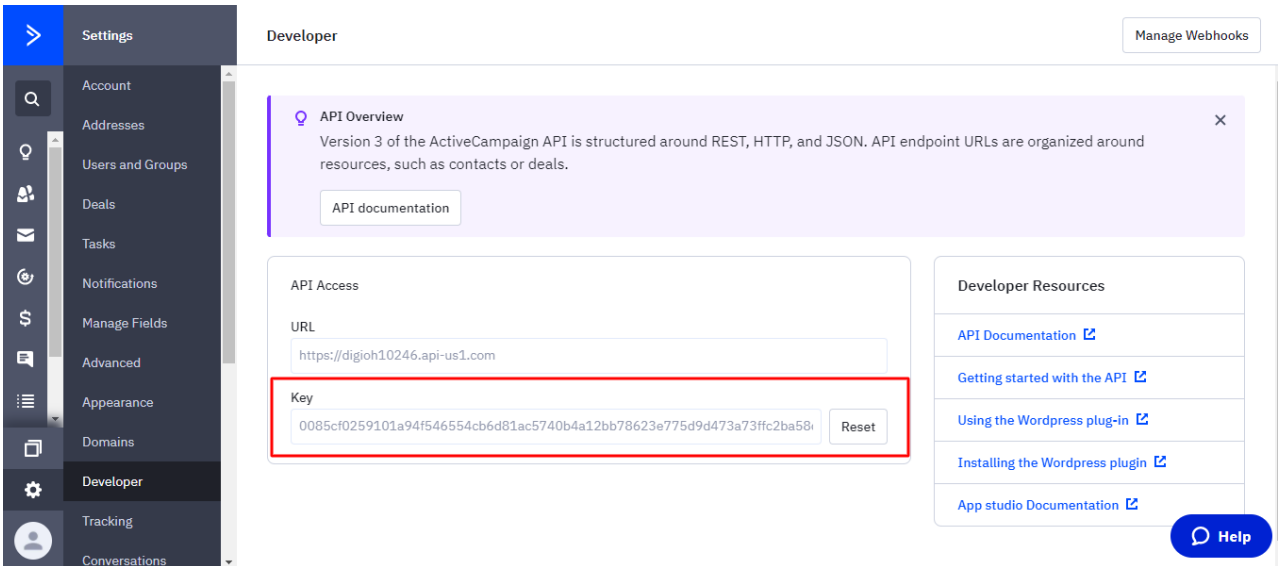 Settings
Account
Addresses
Users and Groups
Deals
Tasks
Notifications
Manage Fields
Advanced
Appearance
Domains
Developer
Tracking
Conversations
Developer
Manage Webhooks
API Overview
Version 3 of the ActiveCampaign API is structured around REST, HTTP, and JSON. API endpoint URLs are organized around
resources, such as contacts or deals.
API documentation
API Access
URL
https://digioh10246.api-us1.com
Key
0085cf0259101a94f546554cb6d81ac5740b4a12bb78623e775d9d473a73ffc2ba58
Reset
Developer Resources
API Documentation
Getting started with the API
Using the Wordpress plug-in
Installing the Wordpress plugin
App studio Documentation
Help